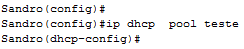 Sandro(config)#
Sandro(config)#ip dhcp  pool teste
Sandro(dhcp-config)#